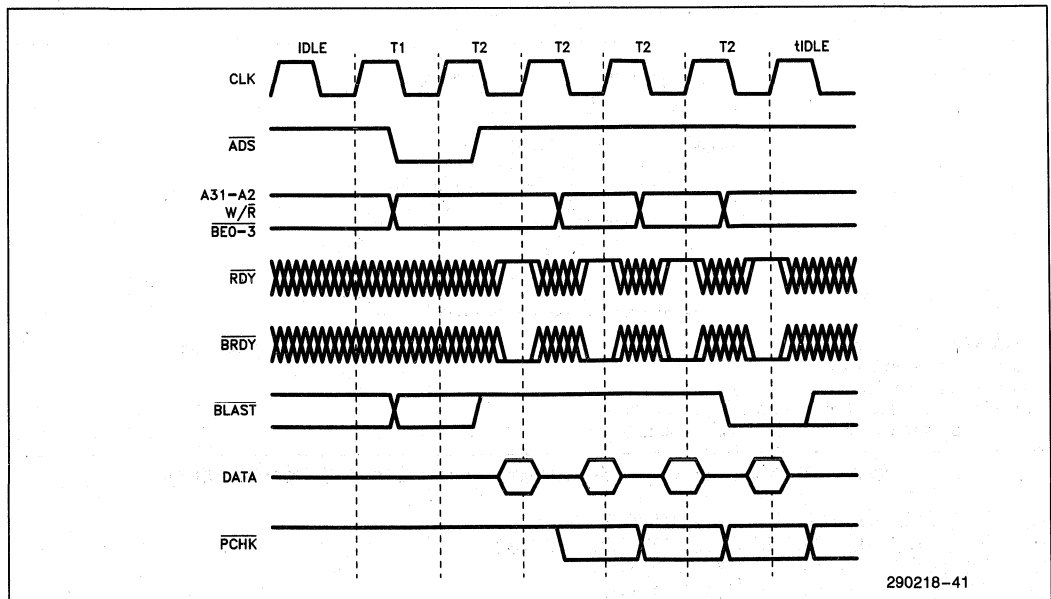 IDLE T1 T2 T2 T2 T2 tIDLE
CLK
ADS
A31–A2
W/R
BE0–3
RDY
BRDY
BLAST
DATA
PCHK
290218–41